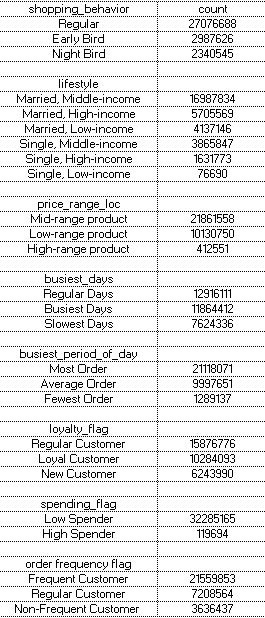 shopping_behavior count
Regular 27076688
Early Bird 2987626
Night Bird 2340545
lifestyle
Married, Middle-income 16987834
Married, High-income 5705569
Married, Low-income 4137146
Single, Middle-income 3865847
Single, High-income 1631773
Single, Low-income 76690
price_range_loc
Mid-range product 21861558
Low-range product 10130750
High-range product 412551
busiest_days
Regular Days 12916111
Busiest Days 11864412
Slowest Days 7624336
busiest_period_of_day
Most Order 21118071
Average Order 9997651
Fewest Order 1289137
loyalty_flag
Regular Customer 15876776
Loyal Customer 10284093
New Customer 6243990
spending_flag
Low Spender 32285165
High Spender 119694
order frequency flag
Frequent Customer 21559853
Regular Customer 7208564
Non-Frequent Customer 3636437